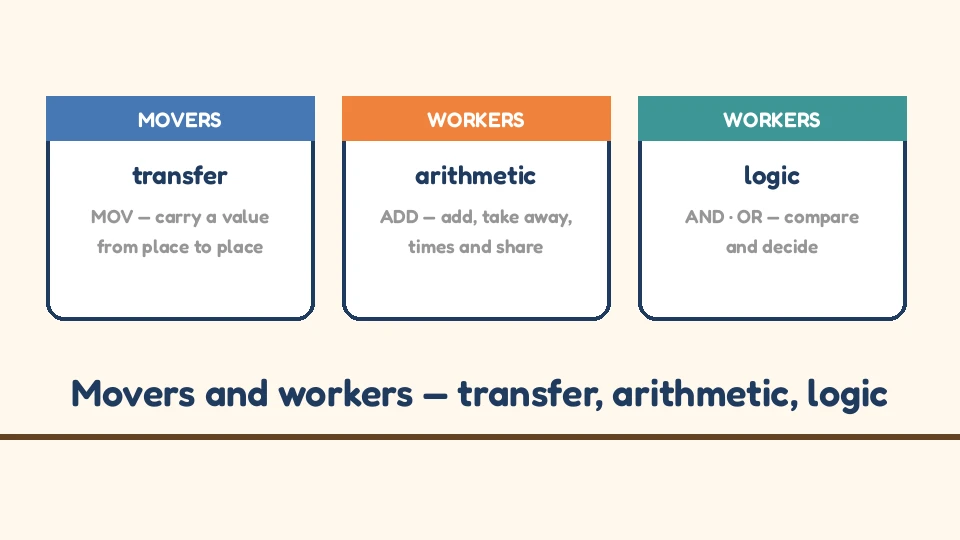 MOVERS
transfer
MOV — carry a value
from place to place
WORKERS
arithmetic
ADD — add, take away,
times and share
WORKERS
logic
AND · OR — compare
and decide
Movers and workers — transfer, arithmetic, logic